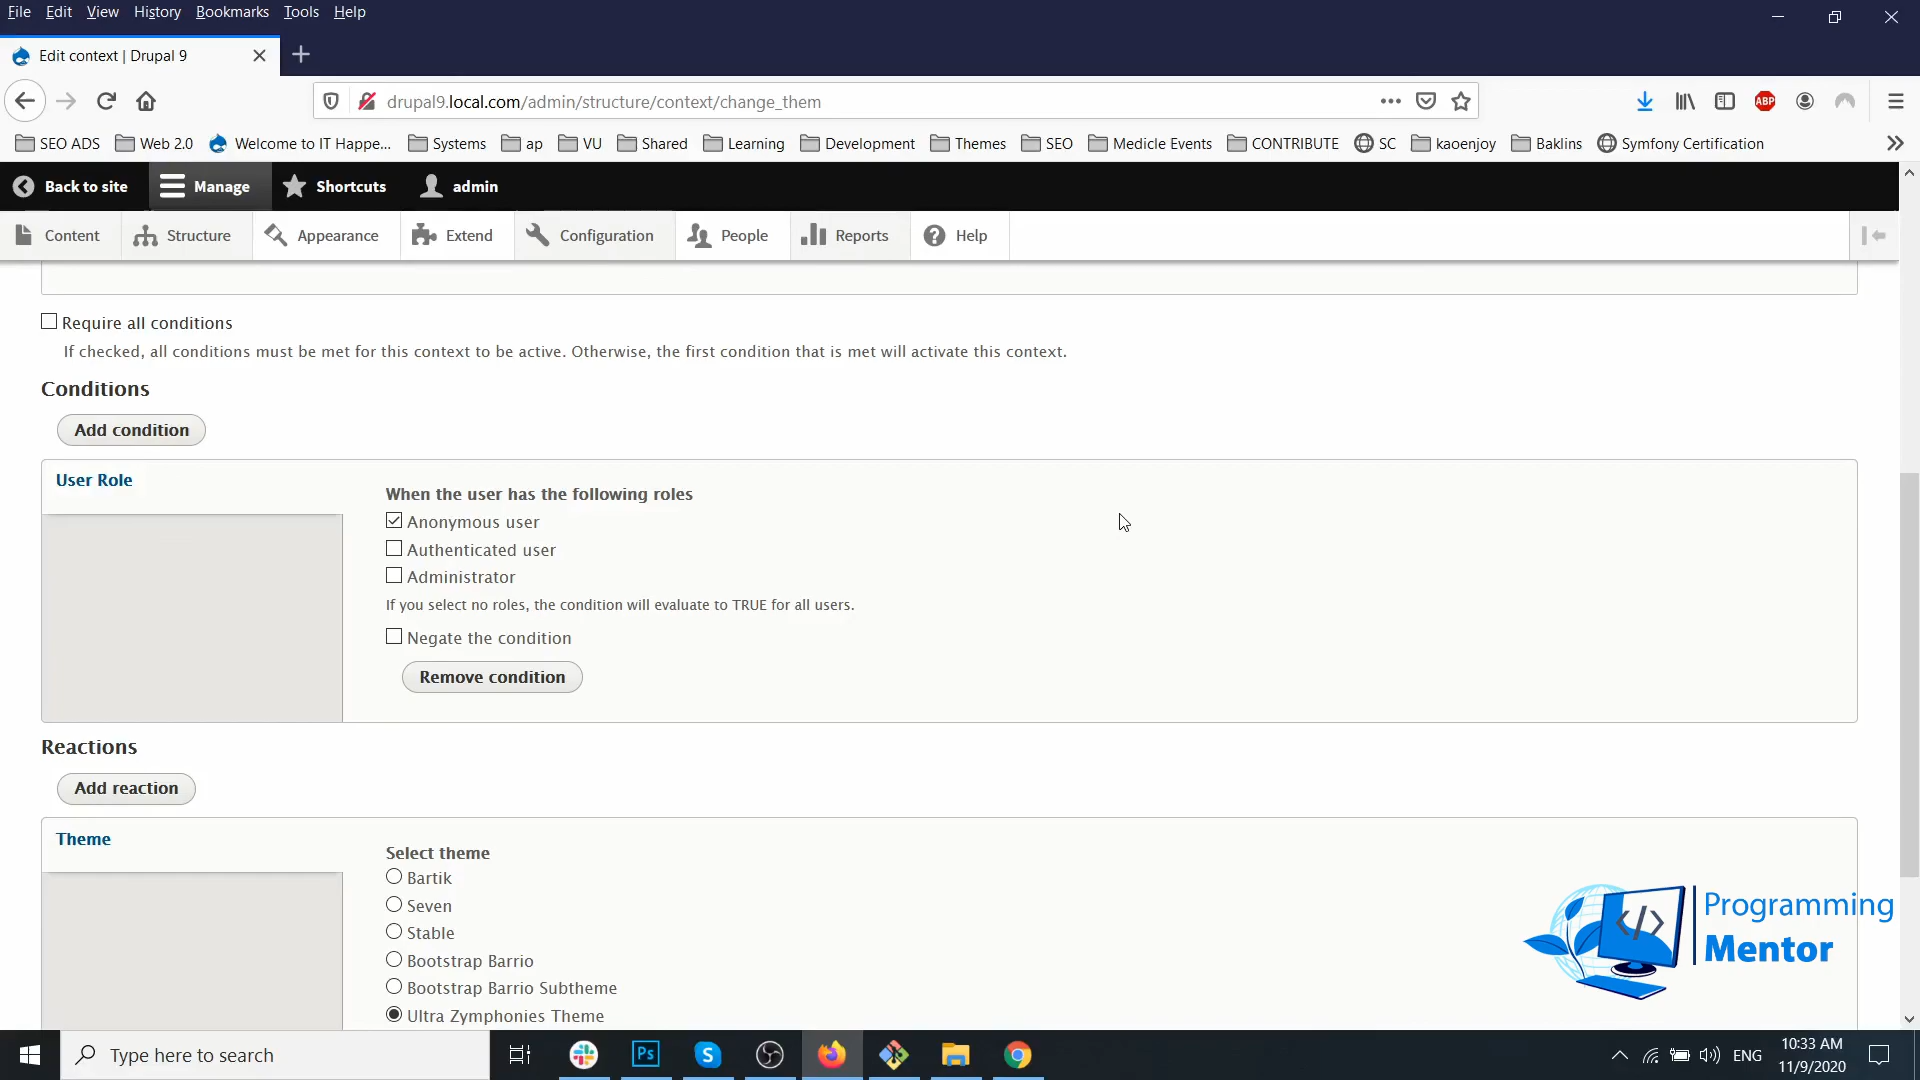 File Edit View History Bookmarks Tools Help
Edit context | Drupal 9
drupal9.local.com/admin/structure/context/change_them
ABP
SEO ADS Web 2.0 Welcome to IT Happe... Systems ap VU Shared Learning Development Themes SEO Medicle Events CONTRIBUTE SC kaoenjoy Baklins Symfony Certification
Back to site Manage Shortcuts admin
Content Structure Appearance Extend Configuration People Reports Help
Require all conditions
If checked, all conditions must be met for this context to be active. Otherwise, the first condition that is met will activate this context.
Conditions
Add condition
User Role
When the user has the following roles
Anonymous user
Authenticated user
Administrator
If you select no roles, the condition will evaluate to TRUE for all users.
Negate the condition
Remove condition
Reactions
Add reaction
Theme
Select theme
Bartik
Seven
Stable
Bootstrap Barrio
Bootstrap Barrio Subtheme
Ultra Zymphonies Theme
</> Programming
Mentor
Type here to search
Ps
S
ENG
10:33 AM
11/9/2020